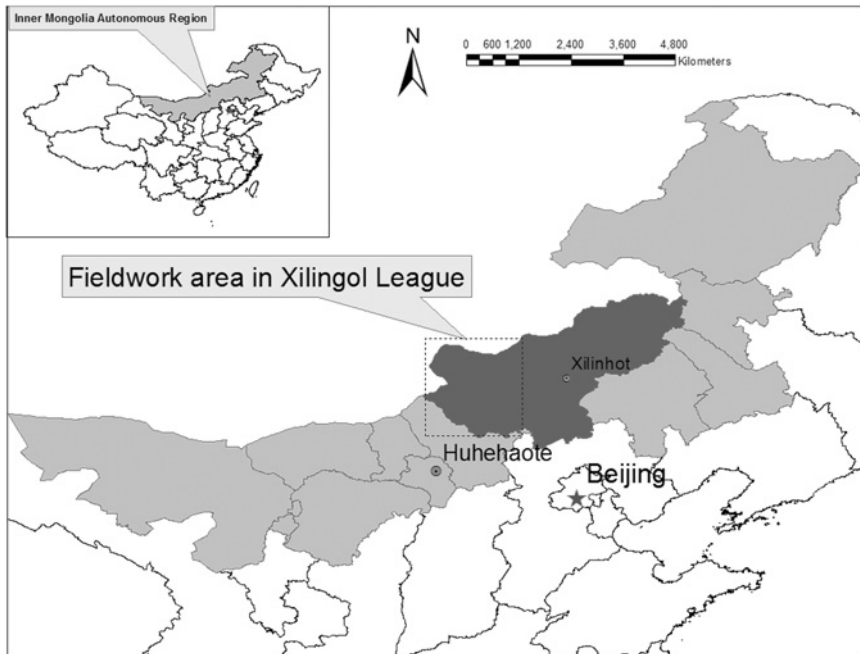 Inner Mongolia Autonomous Region
N
0 600 1,200 2,400 3,600 4,800
Kilometers
Fieldwork area in Xilingol League
Xilinhot
Huhehaote
Beijing